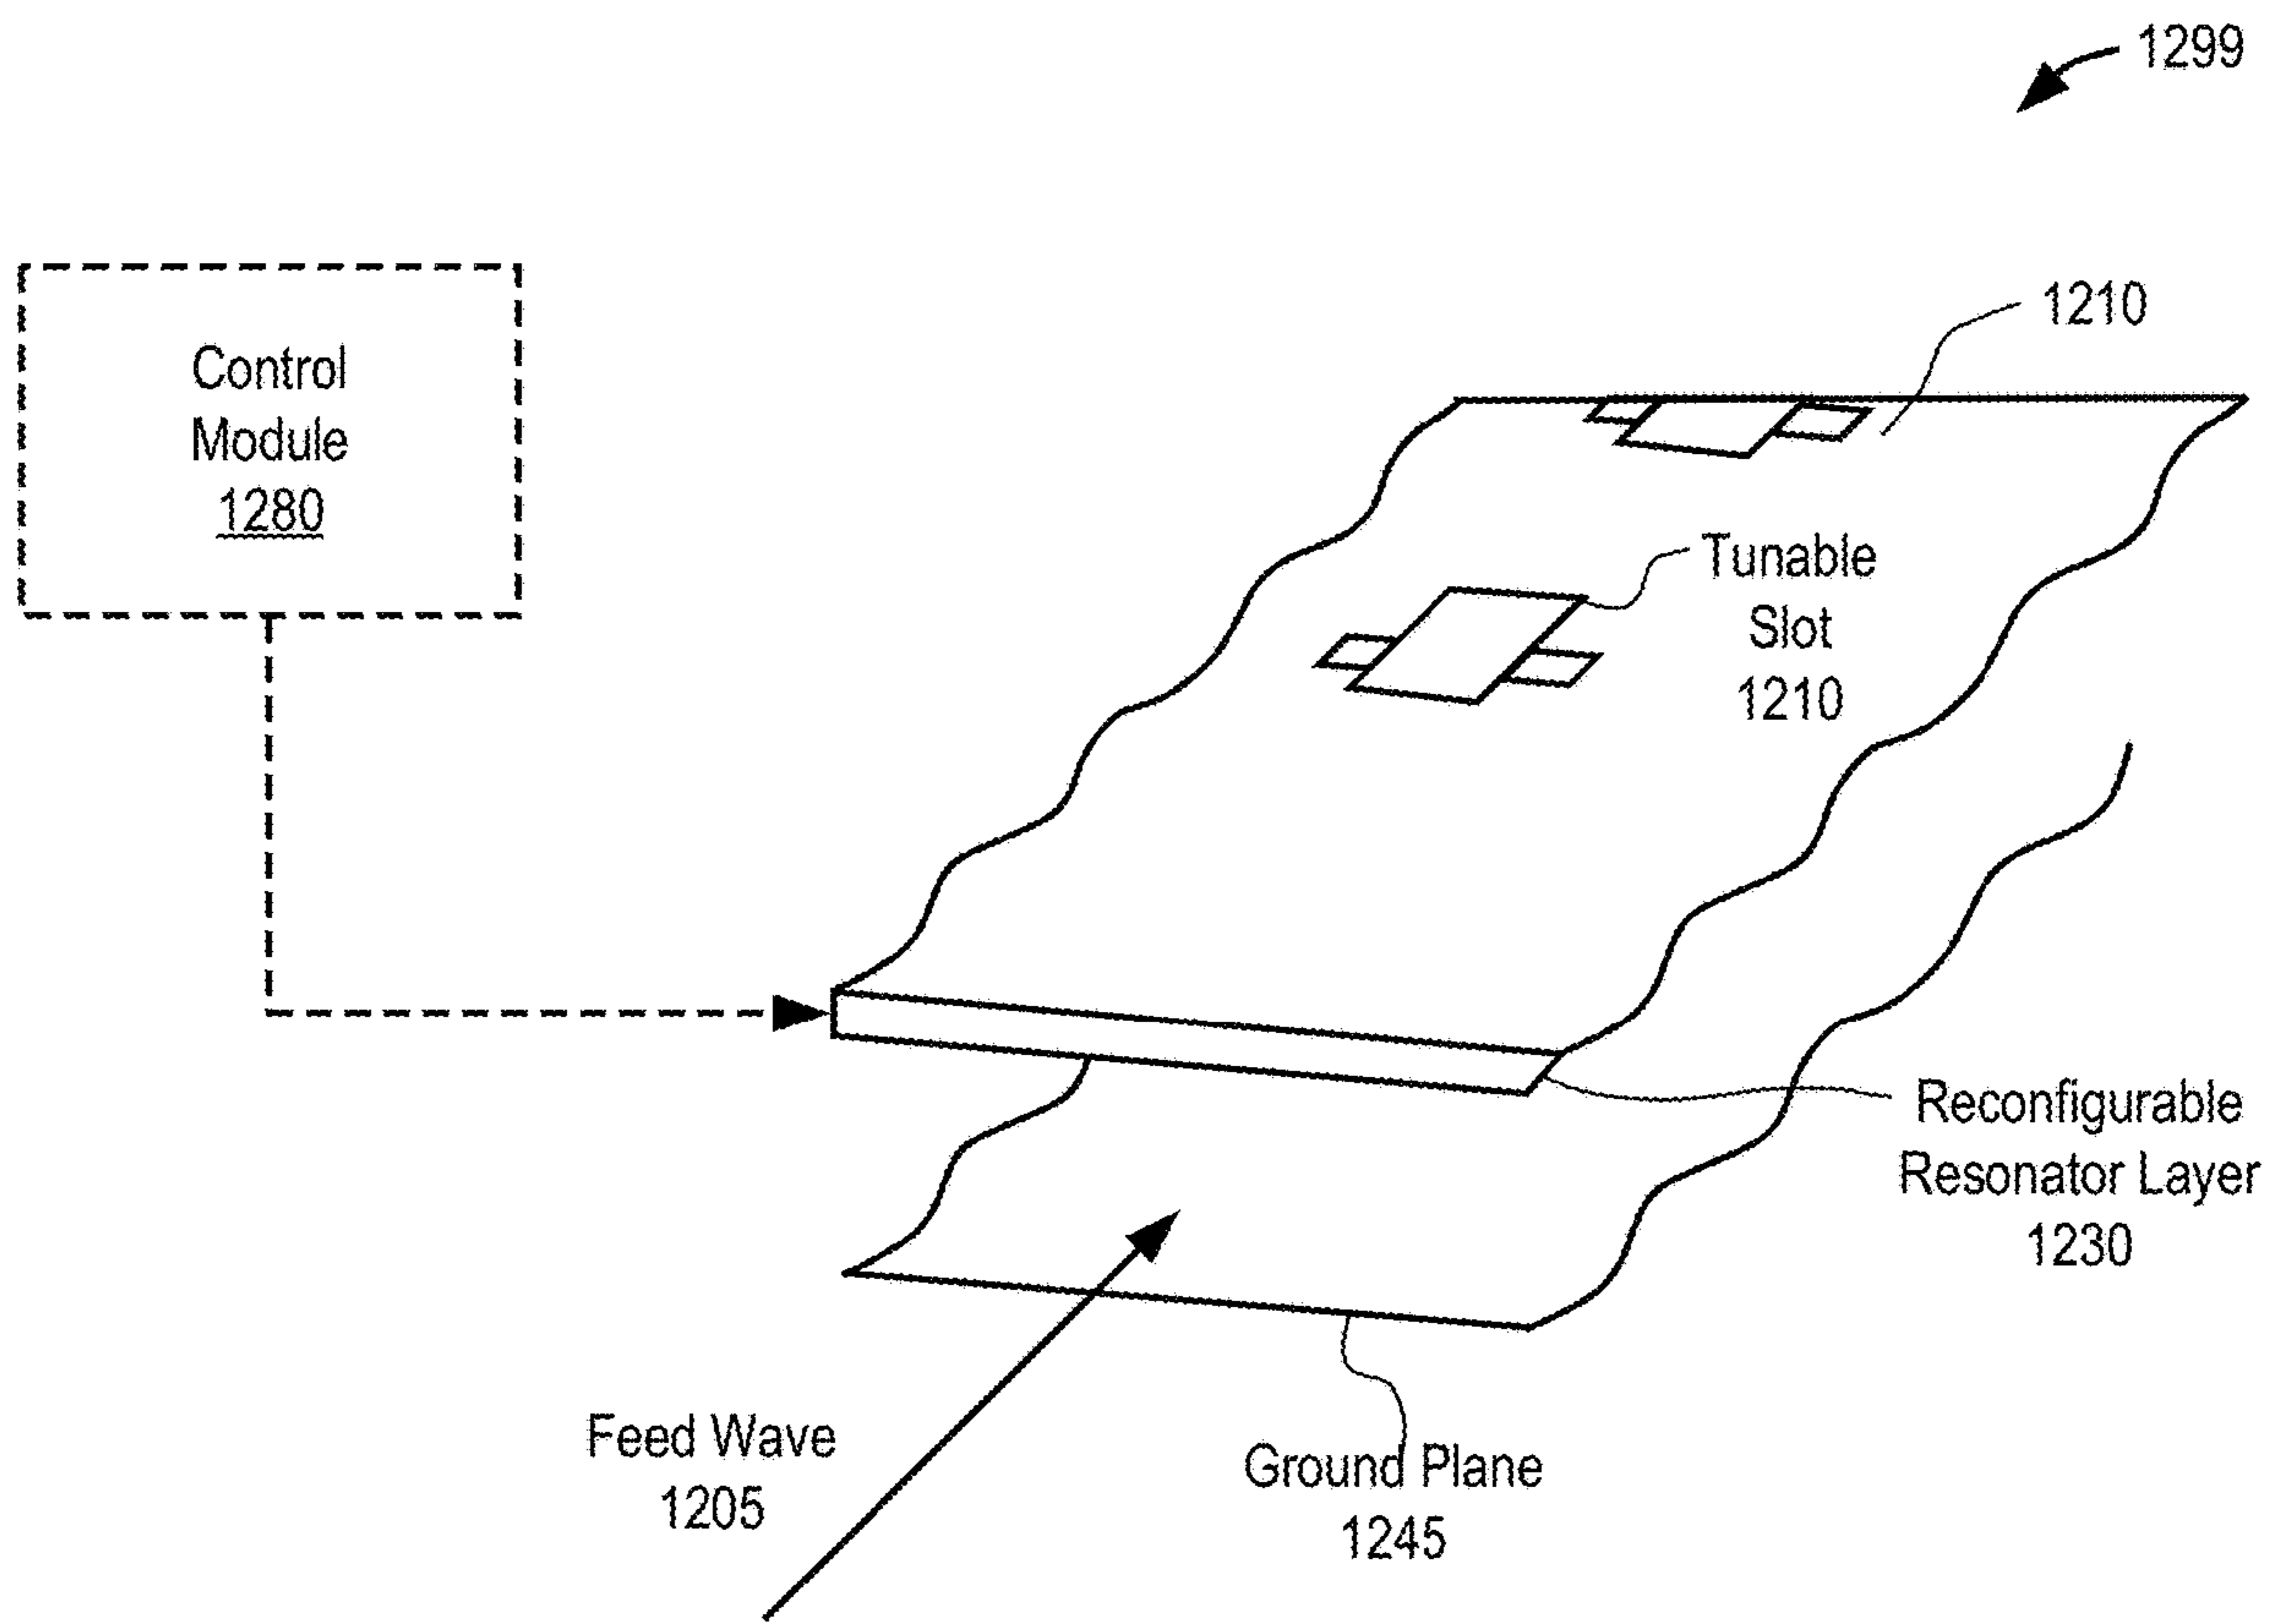 1299
Control
Module
1280
1210
Tunable
Slot
1210
Reconfigurable
Resonator Layer
1230
Feed Wave
1205
Ground Plane
1245